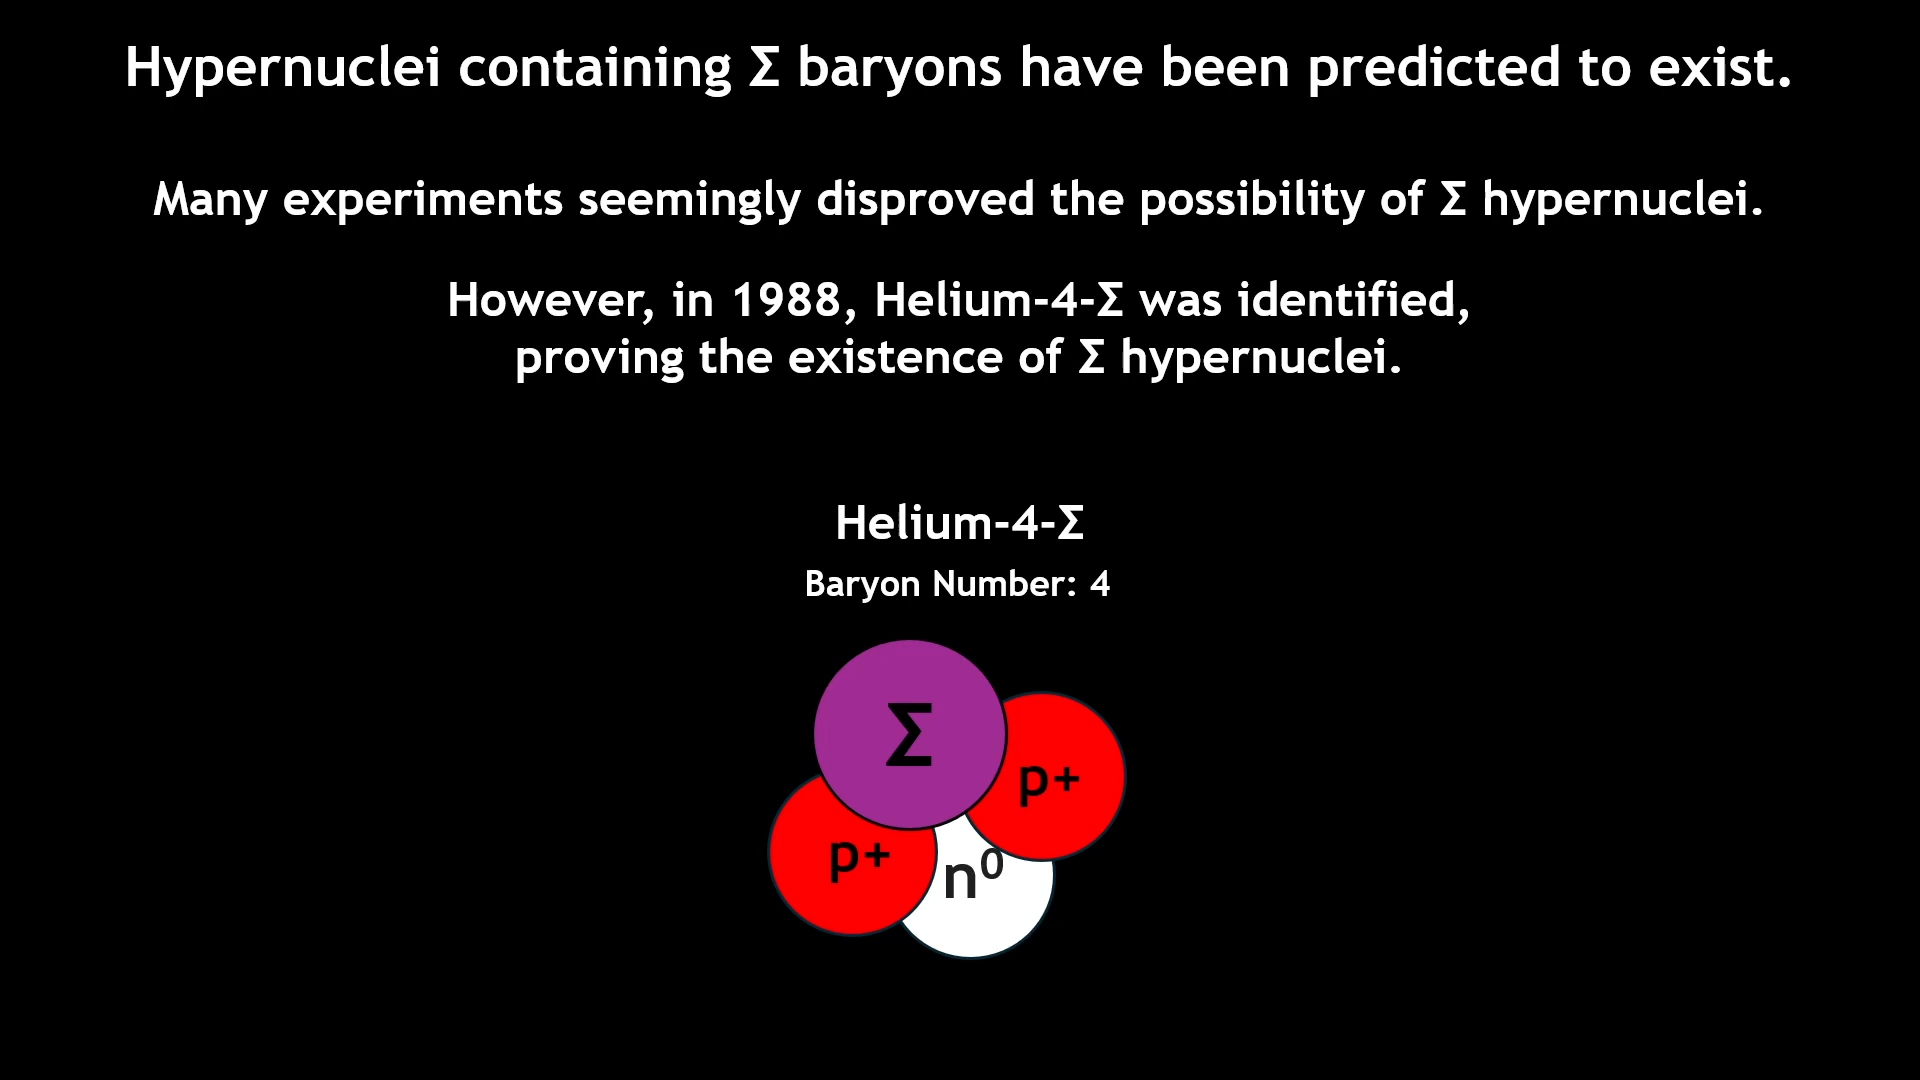 Hypernuclei containing Σ baryons have been predicted to exist.
Many experiments seemingly disproved the possibility of Σ hypernuclei.
However, in 1988, Helium-4-Σ was identified,
proving the existence of Σ hypernuclei.
Helium-4-Σ
Baryon Number: 4
Σ
p+
p+
n⁰